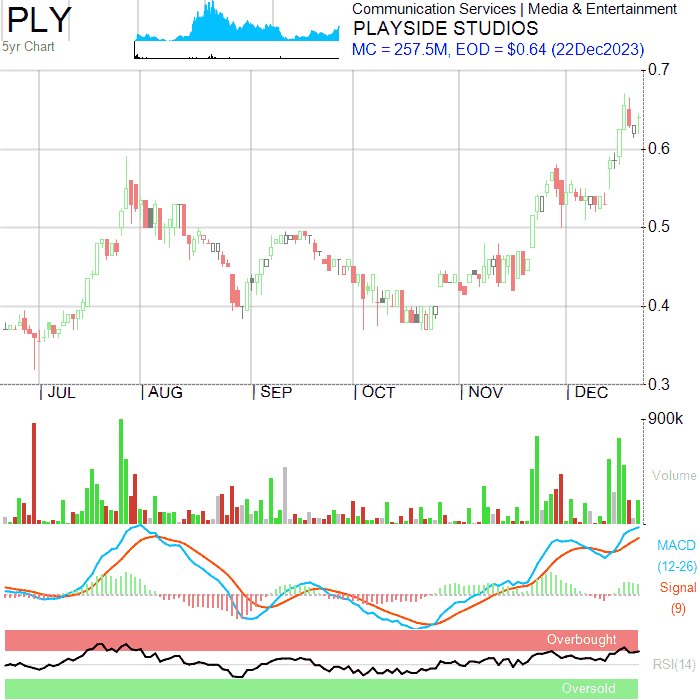 PLY
5yr Chart
Communication Services | Media & Entertainment
PLAYSIDE STUDIOS
MC = 257.5M, EOD = $0.64 (22Dec2023)
0.7
0.6
0.5
0.4
0.3
JUL AUG SEP OCT NOV DEC
900k
Volume
MACD
(12-26)
Signal
(9)
Overbought
RSI(14)
Oversold